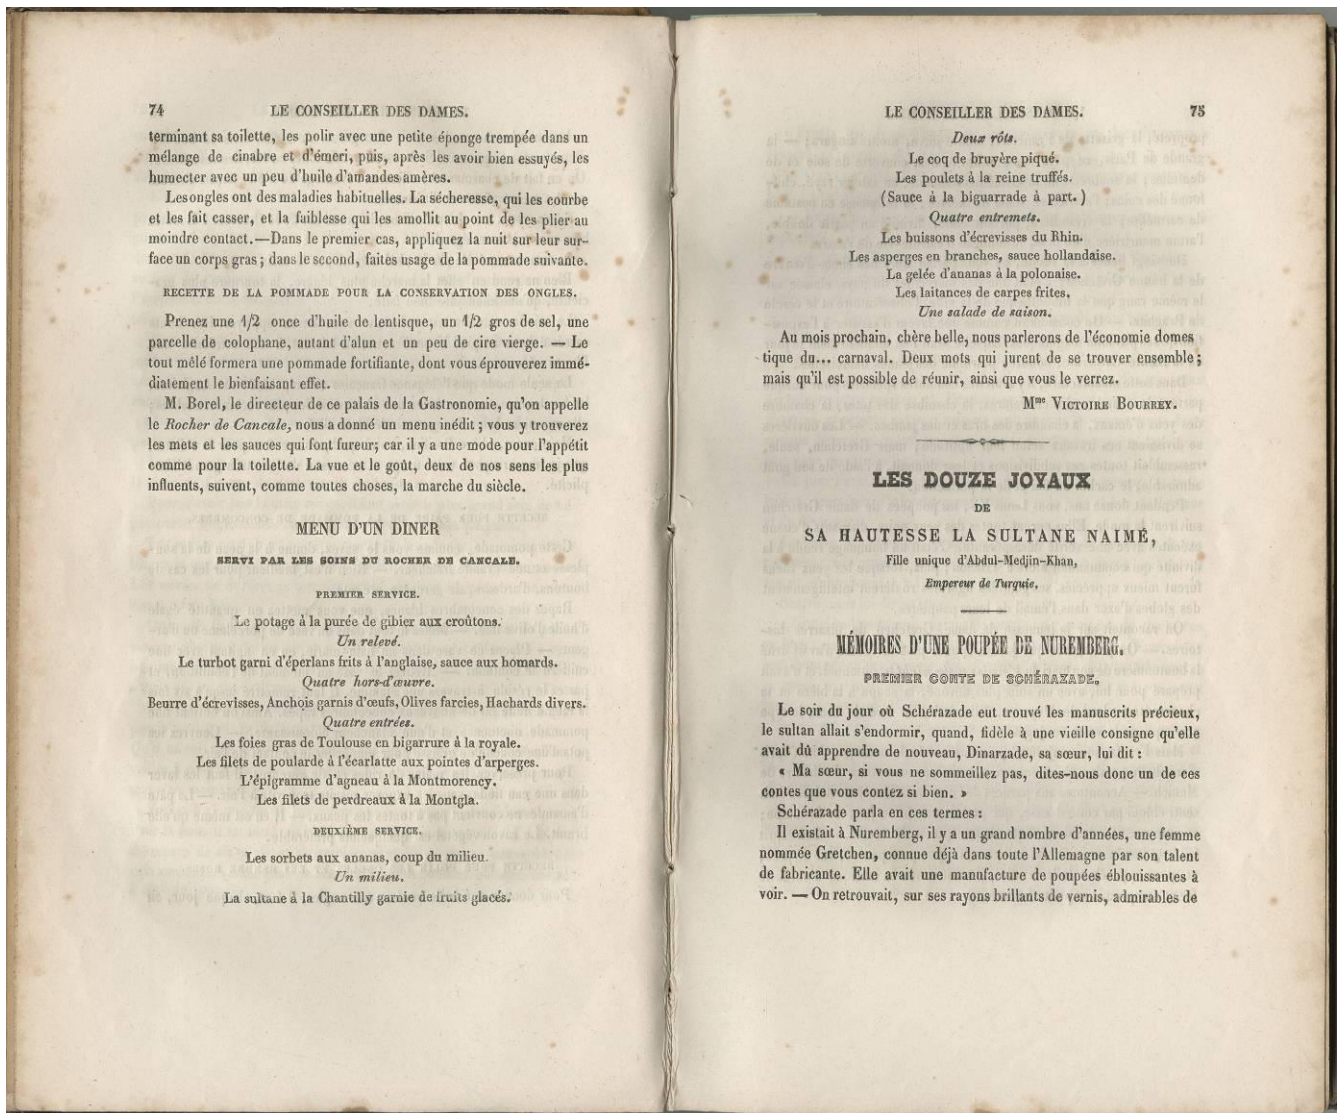 74 LE CONSEILLER DES DAMES.
terminant sa toilette, les polir avec une petite éponge trempée dans un
mélange de cinabre et d'émeri, puis, après les avoir bien essuyés, les
humecter avec un peu d'huile d'amandes amères.
Les ongles ont des maladies habituelles. La sécheresse, qui les courbe
et les fait casser, et la faiblesse qui les amollit au point de les plier au
moindre contact.—Dans le premier cas, appliquez la nuit sur leur sur-
face un corps gras ; dans le second, faites usage de la pommade suivante.
RECETTE DE LA POMMADE POUR LA CONSERVATION DES ONGLES.
Prenez une 1/2 once d'huile de lentisque, un 1/2 gros de sel, une
parcelle de colophane, autant d'alun et un peu de cire vierge. — Le
tout mêlé formera une pommade fortifiante, dont vous éprouverez immé-
diatement le bienfaisant effet.
M. Borel, le directeur de ce palais de la Gastronomie, qu'on appelle
le Rocher de Cancale, nous a donné un menu inédit ; vous y trouverez
les mets et les sauces qui font fureur; car il y a une mode pour l'appétit
comme pour la toilette. La vue et le goût, deux de nos sens les plus
influents, suivent, comme toutes choses, la marche du siècle.
MENU D'UN DINER
SERVI PAR LES SOINS DU ROCHER DE CANCALE.
PREMIER SERVICE.
Le potage à la purée de gibier aux croûtons.
Un relevé.
Le turbot garni d'éperlans frits à l'anglaise, sauce aux homards.
Quatre hors-d'œuvre.
Beurre d'écrevisses, Anchois garnis d'œufs, Olives farcies, Hachards divers.
Quatre entrées.
Les foies gras de Toulouse en bigarrure à la royale.
Les filets de poularde à l'écarlatte aux pointes d'arperges.
L'épigramme d'agneau à la Montmorency.
Les filets de perdreaux à la Montgla.
DEUXIÈME SERVICE.
Les sorbets aux ananas, coup du milieu.
Un milieu.
La sultane à la Chantilly garnie de fruits glacés.
LE CONSEILLER DES DAMES. 75
Deux rôts.
Le coq de bruyère piqué.
Les poulets à la reine truffés.
(Sauce à la biguarrade à part.)
Quatre entremets.
Les buissons d'écrevisses du Rhin.
Les asperges en branches, sauce hollandaise.
La gelée d'ananas à la polonaise.
Les laitances de carpes frites.
Une salade de saison.
Au mois prochain, chère belle, nous parlerons de l'économie domes
tique du... carnaval. Deux mots qui jurent de se trouver ensemble ;
mais qu'il est possible de réunir, ainsi que vous le verrez.
Mme VICTOIRE BOURREY.
LES DOUZE JOYAUX
DE
SA HAUTESSE LA SULTANE NAIMÉ,
Fille unique d'Abdul-Medjin-Khan,
Empereur de Turquie.
MÉMOIRES D'UNE POUPÉE DE NUREMBERG.
PREMIER CONTE DE SCHÉRAZADE.
Le soir du jour où Schérazade eut trouvé les manuscrits précieux,
le sultan allait s'endormir, quand, fidèle à une vieille consigne qu'elle
avait dû apprendre de nouveau, Dinarzade, sa sœur, lui dit :
« Ma sœur, si vous ne sommeillez pas, dites-nous donc un de ces
contes que vous contez si bien. »
Schérazade parla en ces termes :
Il existait à Nuremberg, il y a un grand nombre d'années, une femme
nommée Gretchen, connue déjà dans toute l'Allemagne par son talent
de fabricante. Elle avait une manufacture de poupées éblouissantes à
voir. — On retrouvait, sur ses rayons brillants de vernis, admirables de